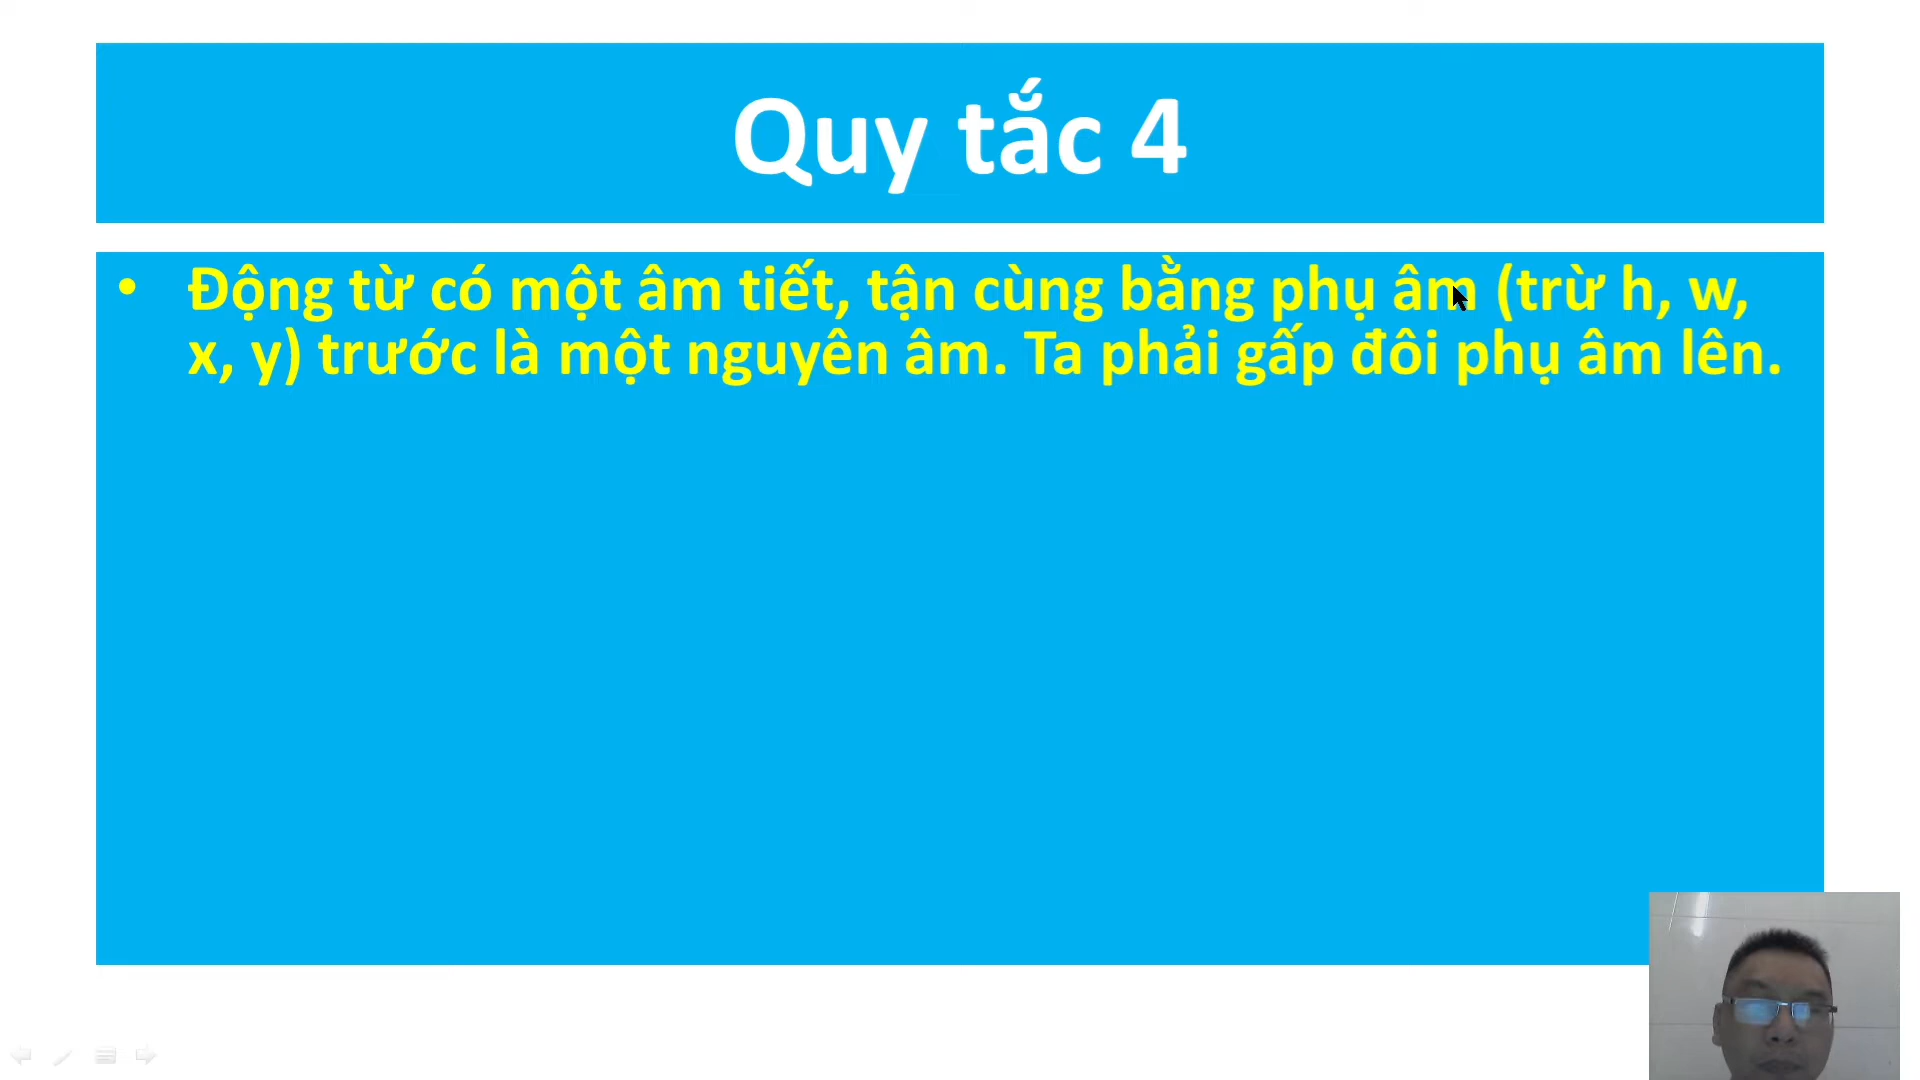 Quy tắc 4
• Động từ có một âm tiết, tận cùng bằng phụ âm (trừ h, w,
x, y) trước là một nguyên âm. Ta phải gấp đôi phụ âm lên.